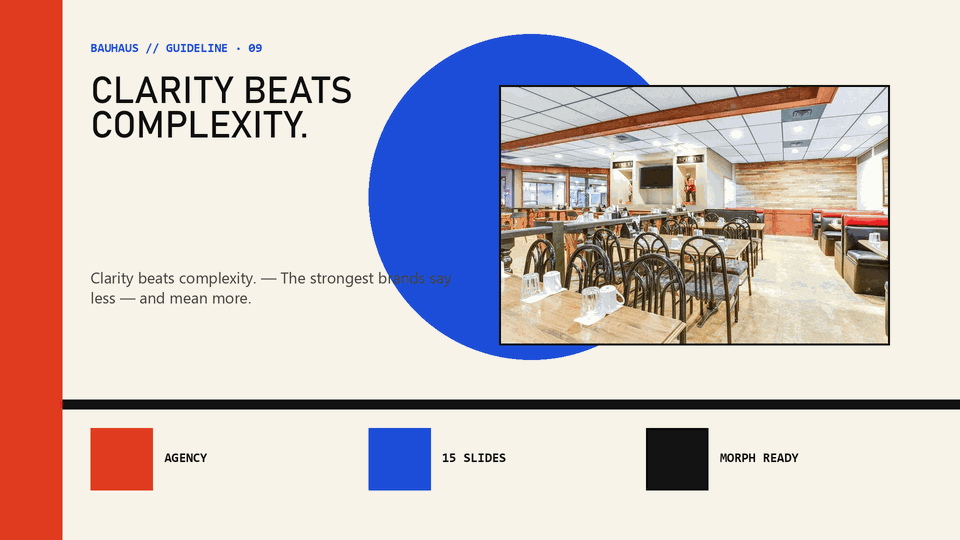 BAUHAUS // GUIDELINE · 09
CLARITY BEATS
COMPLEXITY.
Clarity beats complexity. — The strongest brands say
less — and mean more.
AGENCY
15 SLIDES
MORPH READY